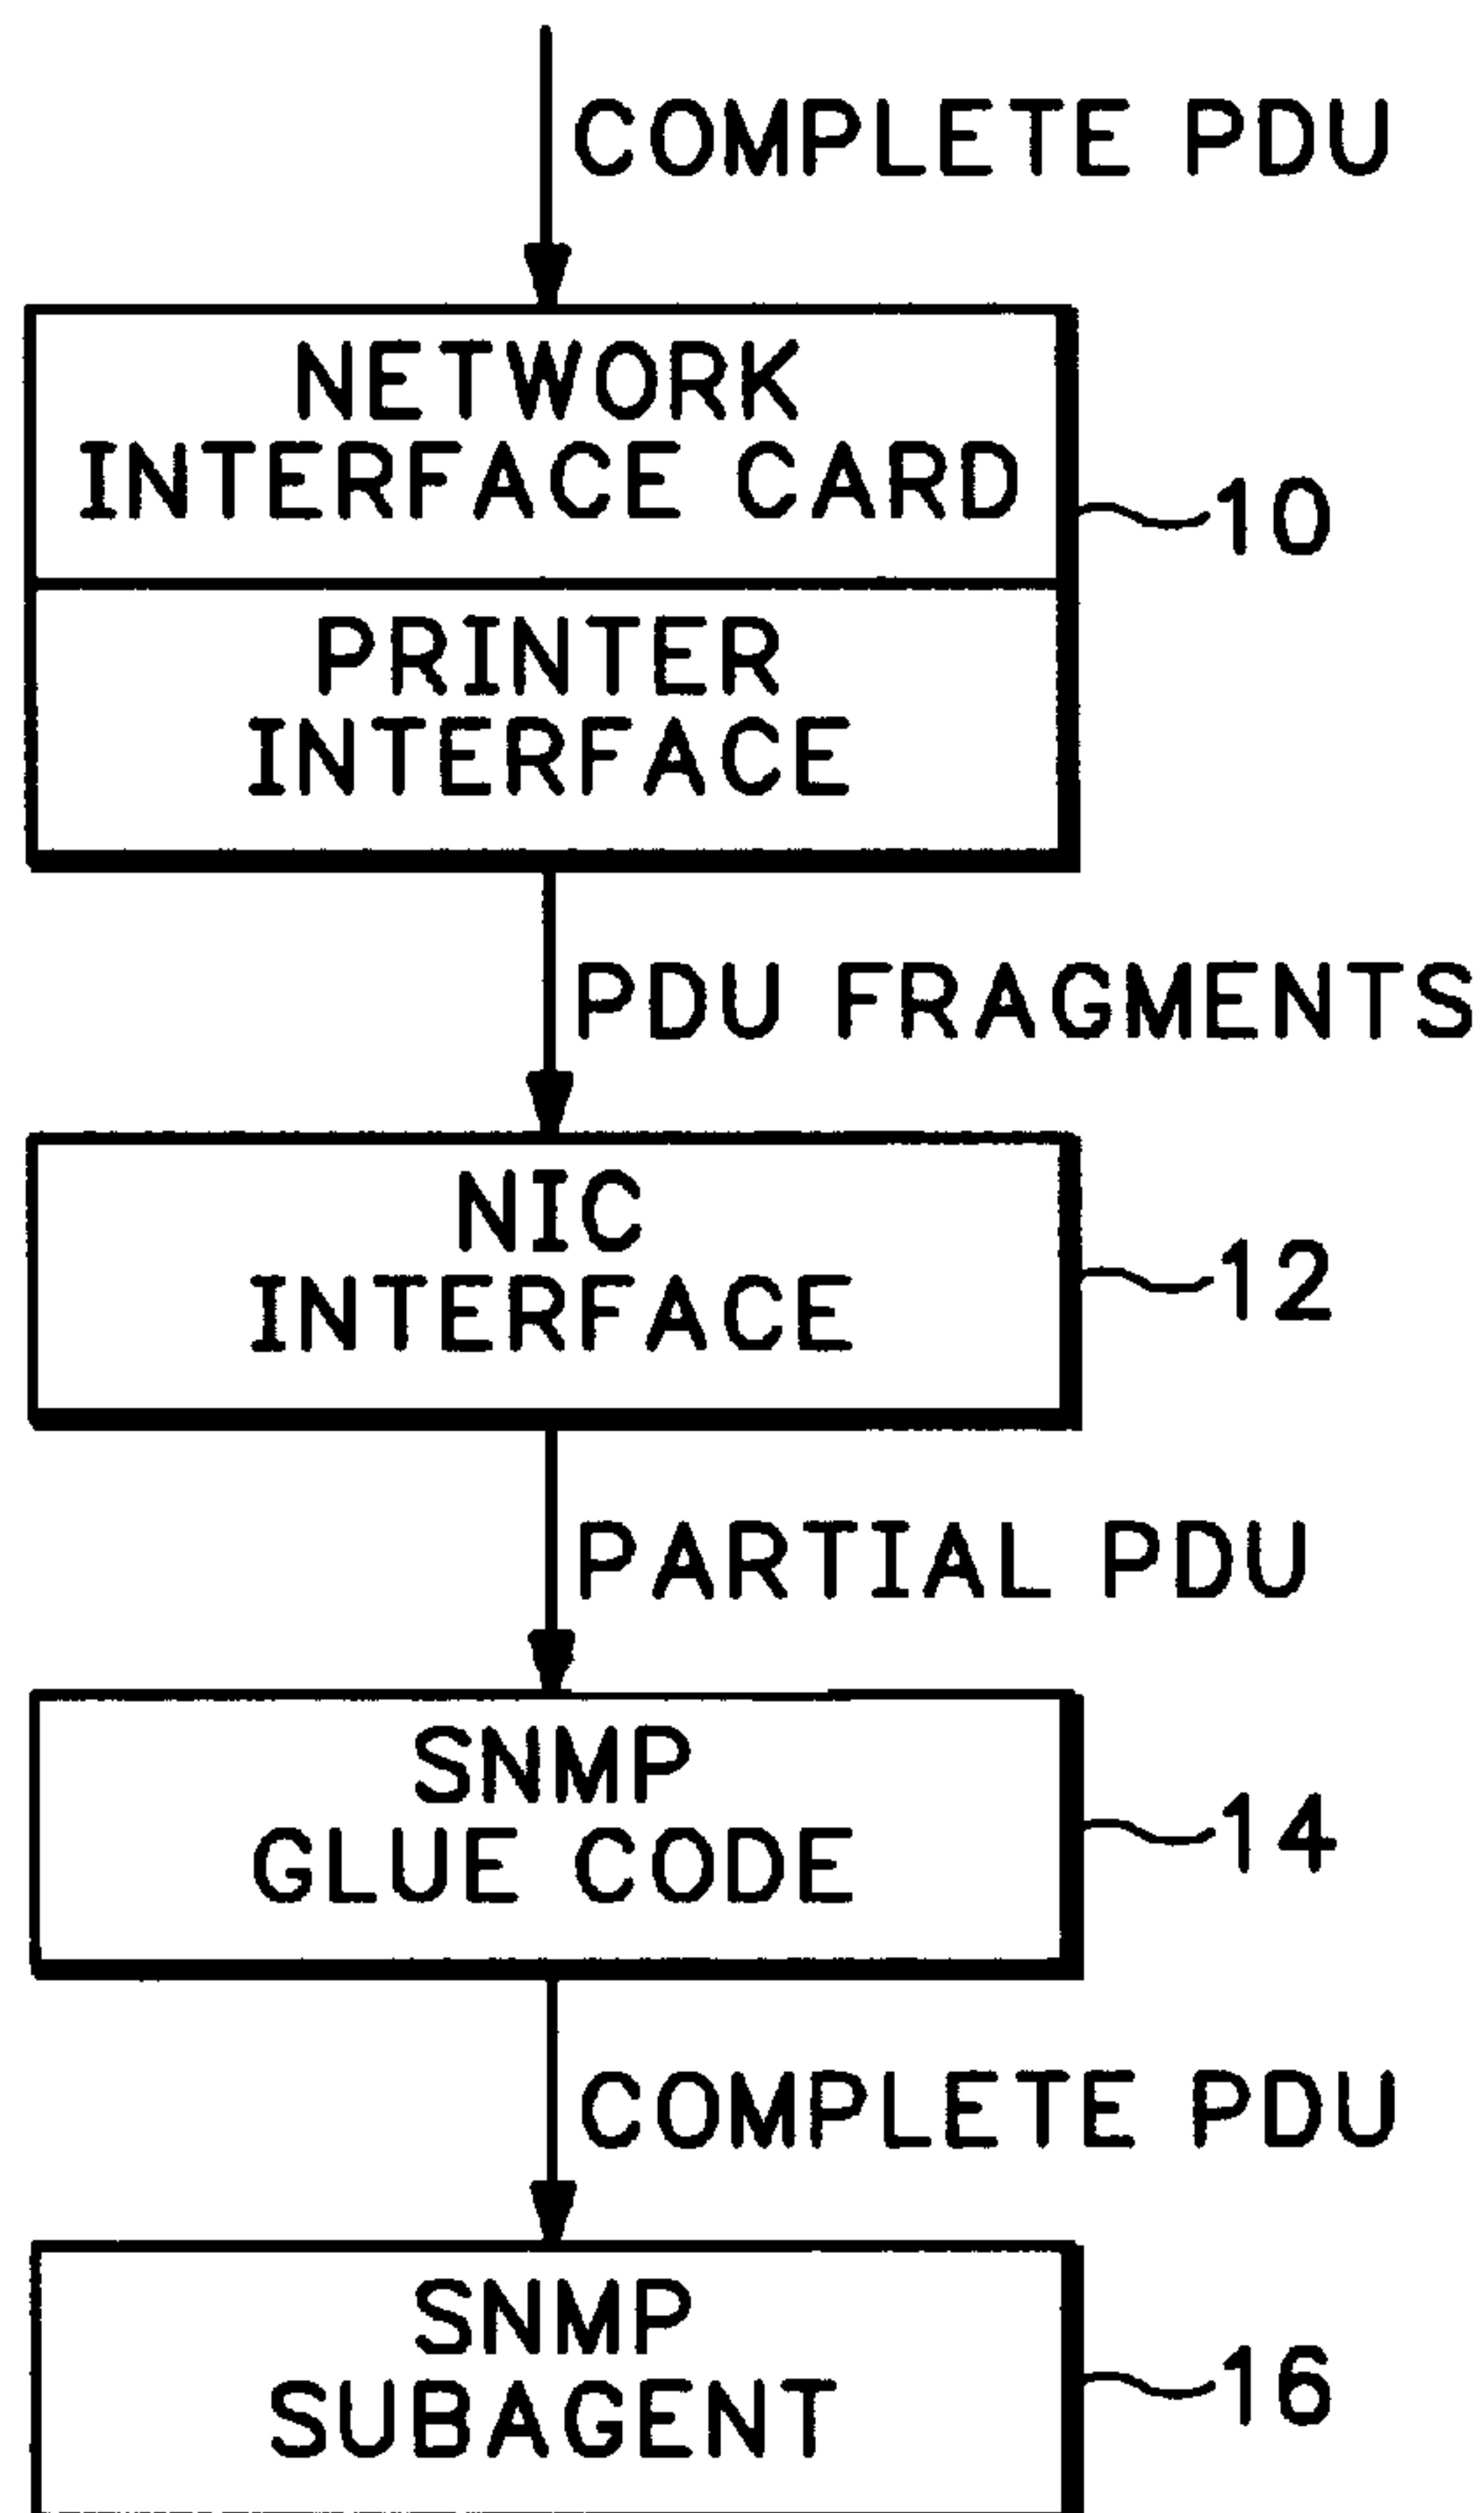 COMPLETE PDU
NETWORK
INTERFACE CARD
10
PRINTER
INTERFACE
PDU FRAGMENTS
NIC
INTERFACE
12
PARTIAL PDU
SNMP
GLUE CODE
14
COMPLETE PDU
SNMP
SUBAGENT
16